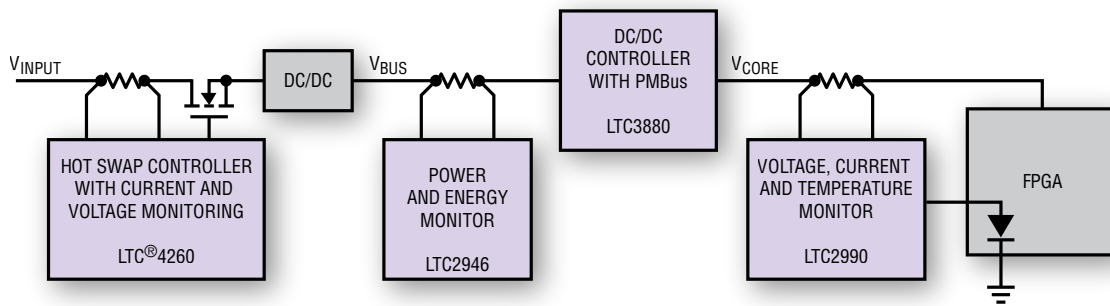 VINPUT
HOT SWAP CONTROLLER
WITH CURRENT AND
VOLTAGE MONITORING
LTC®4260
DC/DC
VBUS
POWER
AND ENERGY
MONITOR
LTC2946
DC/DC
CONTROLLER
WITH PMBus
LTC3880
VCORE
VOLTAGE, CURRENT
AND TEMPERATURE
MONITOR
LTC2990
FPGA